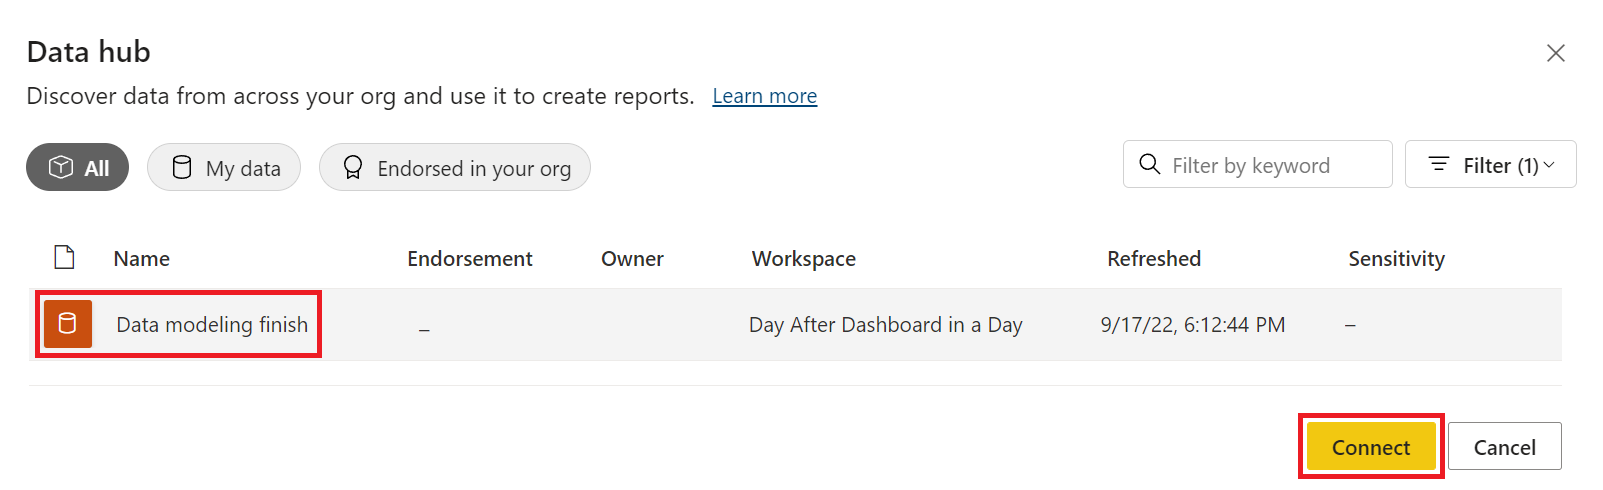 Data hub
Discover data from across your org and use it to create reports. Learn more
All My data Endorsed in your org Filter by keyword Filter (1)
Name Endorsement Owner Workspace Refreshed Sensitivity
Data modeling finish – Day After Dashboard in a Day 9/17/22, 6:12:44 PM –
Connect Cancel